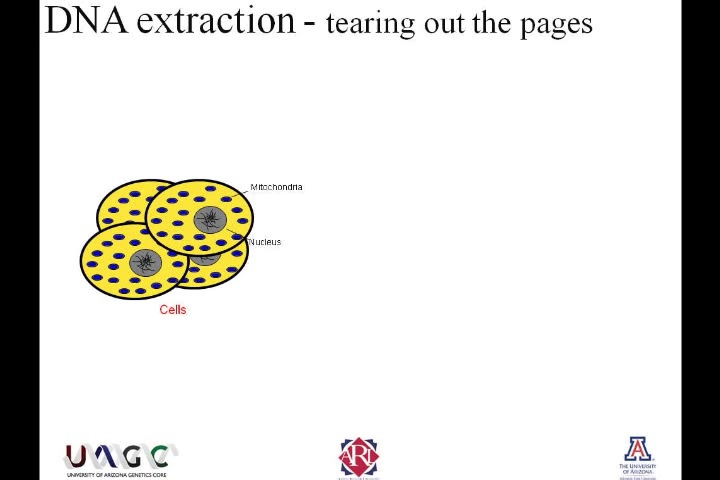 DNA extraction - tearing out the pages
Mitochondria
Nucleus
Cells
UAGC
UNIVERSITY OF ARIZONA GENETICS CORE
ARL
A
THE UNIVERSITY
OF ARIZONA.